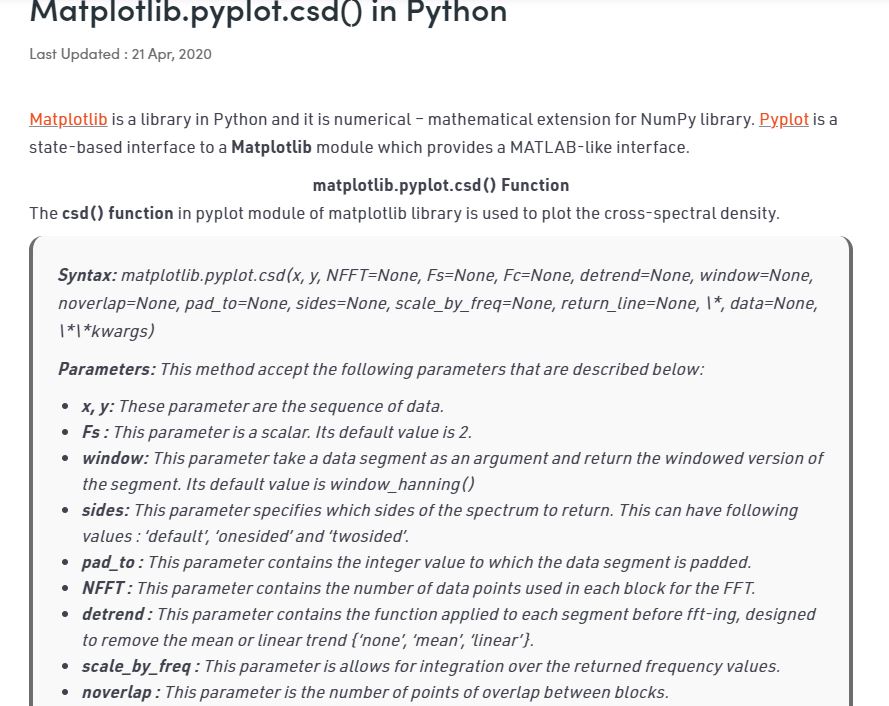 Matplotlib.pyplot.csd() in Python
Last Updated : 21 Apr, 2020
Matplotlib is a library in Python and it is numerical – mathematical extension for NumPy library. Pyplot is a
state-based interface to a Matplotlib module which provides a MATLAB-like interface.
matplotlib.pyplot.csd() Function
The csd() function in pyplot module of matplotlib library is used to plot the cross-spectral density.
Syntax: matplotlib.pyplot.csd(x, y, NFFT=None, Fs=None, Fc=None, detrend=None, window=None,
noverlap=None, pad_to=None, sides=None, scale_by_freq=None, return_line=None, \*, data=None,
\*\*kwargs)
Parameters: This method accept the following parameters that are described below:
• x, y: These parameter are the sequence of data.
• Fs : This parameter is a scalar. Its default value is 2.
• window: This parameter take a data segment as an argument and return the windowed version of
the segment. Its default value is window_hanning()
• sides: This parameter specifies which sides of the spectrum to return. This can have following
values : ‘default’, ‘onesided’ and ‘twosided’.
• pad_to : This parameter contains the integer value to which the data segment is padded.
• NFFT : This parameter contains the number of data points used in each block for the FFT.
• detrend : This parameter contains the function applied to each segment before fft-ing, designed
to remove the mean or linear trend {‘none’, ‘mean’, ‘linear’}.
• scale_by_freq : This parameter is allows for integration over the returned frequency values.
• noverlap : This parameter is the number of points of overlap between blocks.